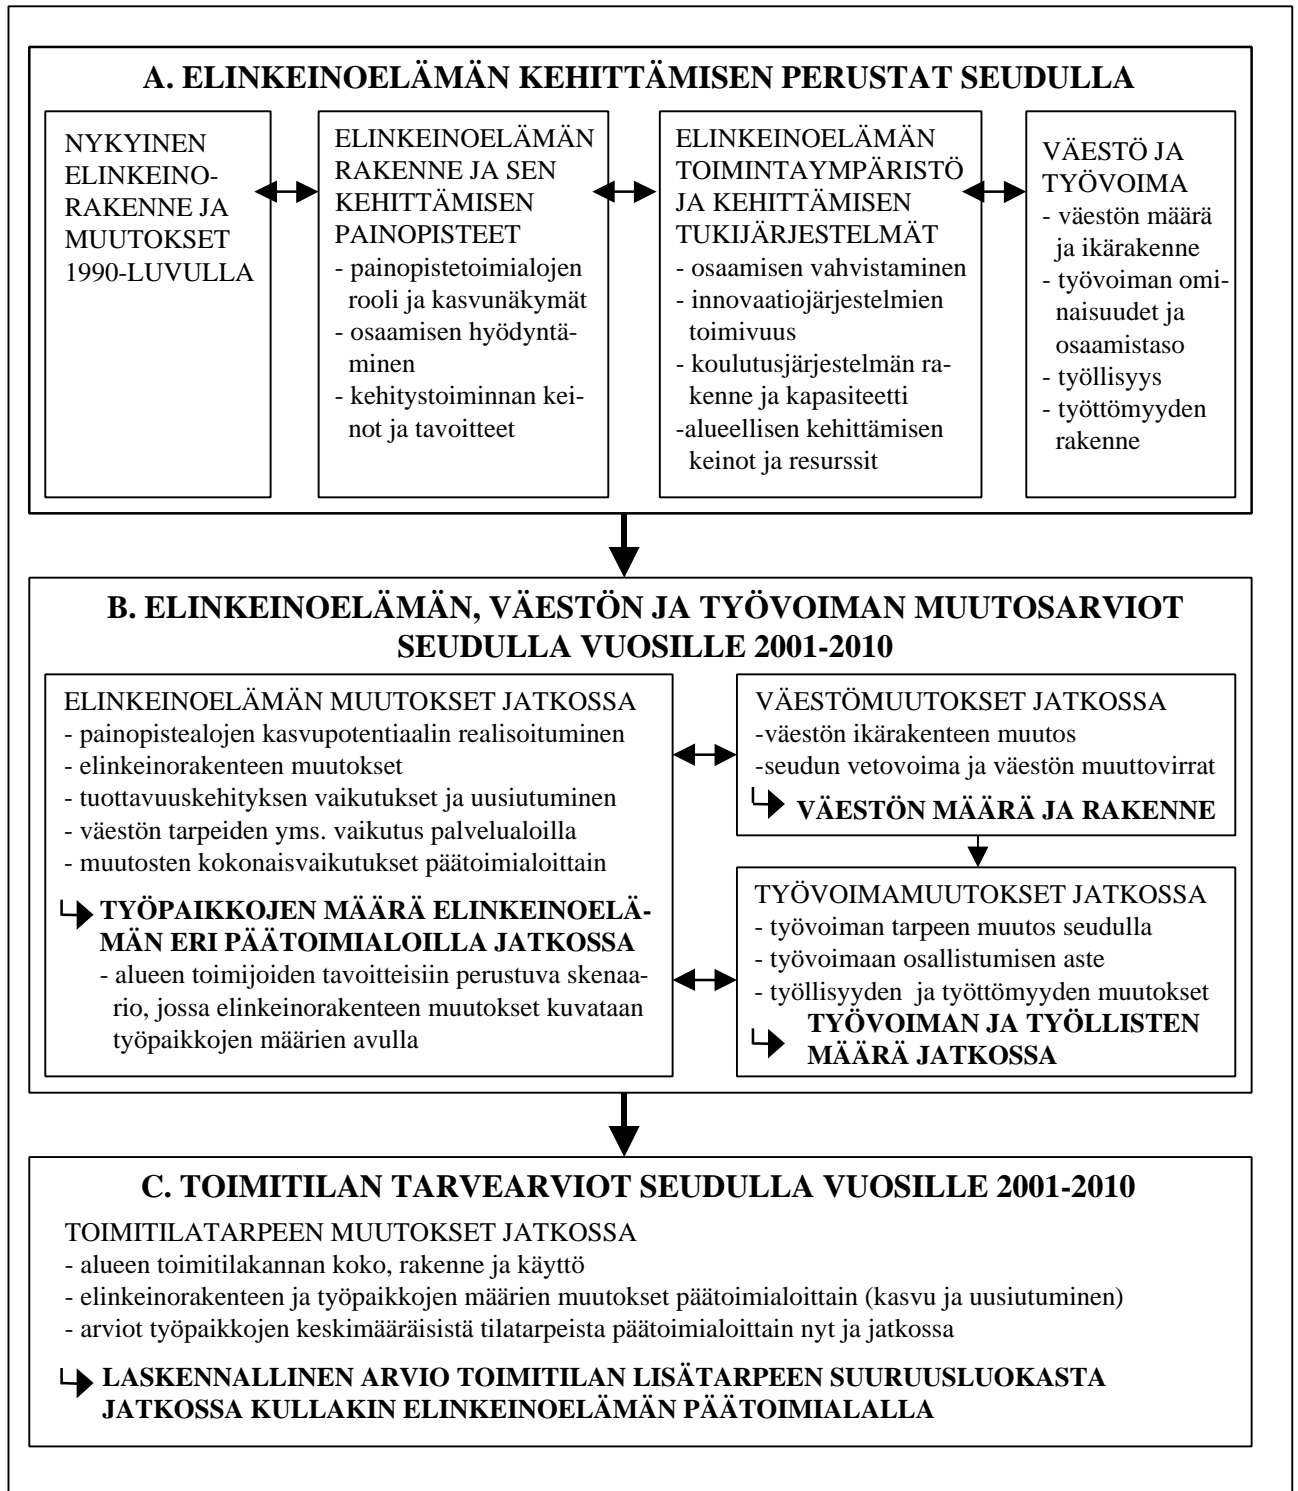 A. ELINKEINOELÄMÄN KEHITTÄMISEN PERUSTAT SEUDULLA
NYKYINEN
ELINKEINO-
RAKENNE JA
MUUTOKSET
1990-LUVULLA
ELINKEINOELÄMÄN
RAKENNE JA SEN
KEHITTÄMISEN
PAINOPISTEET
- painopistetoimialojen
rooli ja kasvunäkymät
- osaamisen hyödyntä-
minen
- kehitystoiminnan kei-
not ja tavoitteet
ELINKEINOELÄMÄN
TOIMINTAYMPÄRISTÖ
JA KEHITTÄMISEN
TUKIJÄRJESTELMÄT
- osaamisen vahvistaminen
- innovaatiojärjestelmien
toimivuus
- koulutusjärjestelmän ra-
kenne ja kapasiteetti
-alueellisen kehittämisen
keinot ja resurssit
VÄESTÖ JA
TYÖVOIMA
- väestön määrä
ja ikärakenne
- työvoiman omi-
naisuudet ja
osaamistaso
- työllisyys
- työttömyyden
rakenne
B. ELINKEINOELÄMÄN, VÄESTÖN JA TYÖVOIMAN MUUTOSARVIOT
SEUDULLA VUOSILLE 2001-2010
ELINKEINOELÄMÄN MUUTOKSET JATKOSSA
- painopistealojen kasvupotentiaalin realisoituminen
- elinkeinorakenteen muutokset
- tuottavuuskehityksen vaikutukset ja uusiutuminen
- väestön tarpeiden yms. vaikutus palvelualoilla
- muutosten kokonaisvaikutukset päätoimialoittain
TYÖPAIKKOJEN MÄÄRÄ ELINKEINOELÄ-
MÄN ERI PÄÄTOIMIALOILLA JATKOSSA
- alueen toimijoiden tavoitteisiin perustuva skenaa-
rio, jossa elinkeinorakenteen muutokset kuvataan
työpaikkojen määrien avulla
VÄESTÖMUUTOKSET JATKOSSA
-väestön ikärakenteen muutos
-seudun vetovoima ja väestön muuttovirrat
VÄESTÖN MÄÄRÄ JA RAKENNE
TYÖVOIMAMUUTOKSET JATKOSSA
- työvoiman tarpeen muutos seudulla
- työvoimaan osallistumisen aste
- työllisyyden ja työttömyyden muutokset
TYÖVOIMAN JA TYÖLLISTEN
MÄÄRÄ JATKOSSA
C. TOIMITILAN TARVEARVIOT SEUDULLA VUOSILLE 2001-2010
TOIMITILATARPEEN MUUTOKSET JATKOSSA
- alueen toimitilakannan koko, rakenne ja käyttö
- elinkeinorakenteen ja työpaikkojen määrien muutokset päätoimialoittain (kasvu ja uusiutuminen)
- arviot työpaikkojen keskimääräisistä tilatarpeista päätoimialoittain nyt ja jatkossa
LASKENNALLINEN ARVIO TOIMITILAN LISÄTARPEEN SUURUUSLUOKASTA
JATKOSSA KULLAKIN ELINKEINOELÄMÄN PÄÄTOIMIALALLA